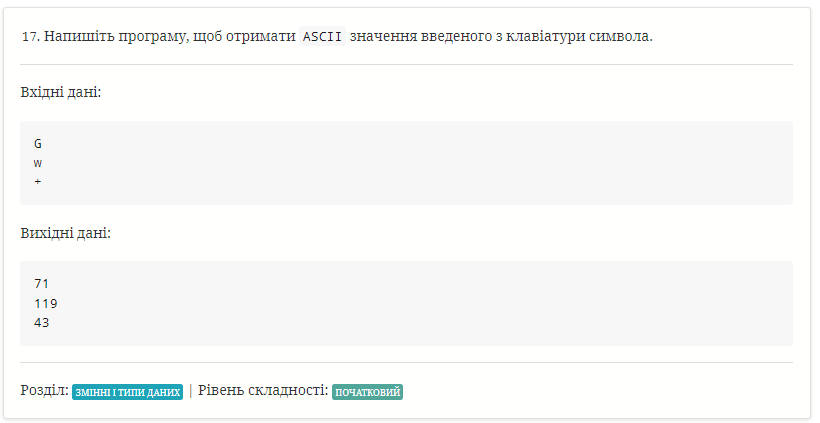 17. Напишіть програму, щоб отримати ASCII значення введеного з клавіатури символа.
Вхідні дані:
G
w
+
Вихідні дані:
71
119
43
Розділ: ЗМІННІ І ТИПИ ДАНИХ | Рівень складності: ПОЧАТКОВИЙ